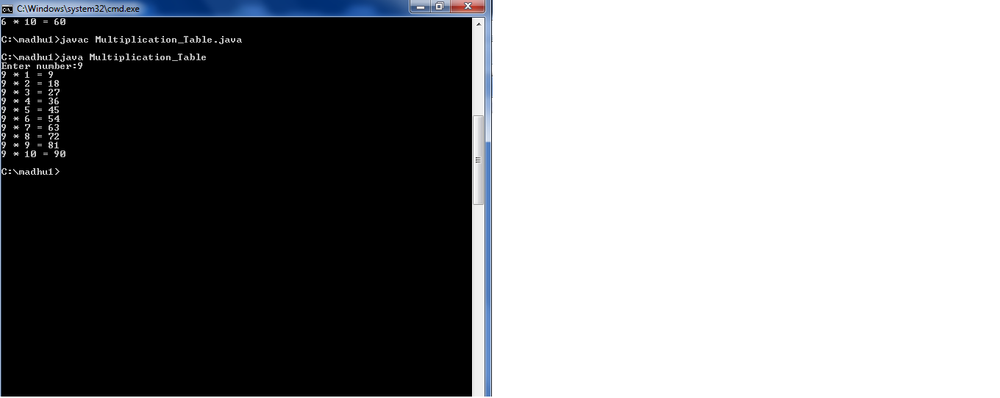 C:\Windows\system32\cmd.exe
6 * 10 = 60
C:\madhu1>javac Multiplication_Table.java
C:\madhu1>java Multiplication_Table
Enter number:9
9 * 1 = 9
9 * 2 = 18
9 * 3 = 27
9 * 4 = 36
9 * 5 = 45
9 * 6 = 54
9 * 7 = 63
9 * 8 = 72
9 * 9 = 81
9 * 10 = 90
C:\madhu1>